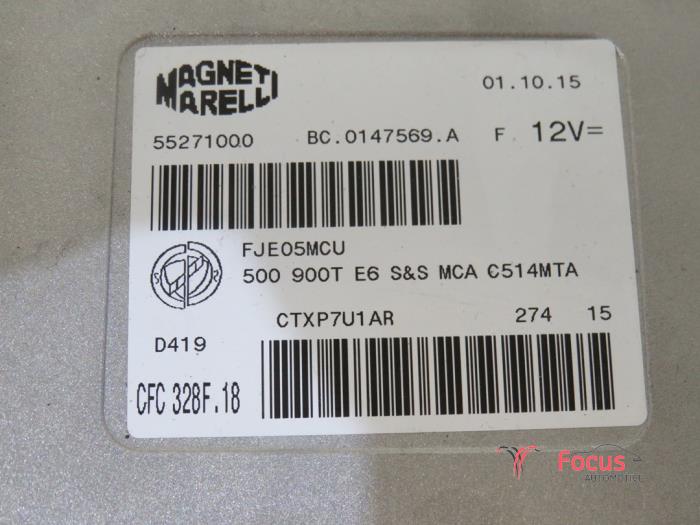 MAGNETI
MARELLI
01.10.15
55271000 BC.0147569.A F 12V=
FJE05MCU
500 900T E6 S&S MCA C514MTA
S R
CTXP7U1AR 274 15
D419
CFC 328F.18
Focus
AUTOMOTIVE